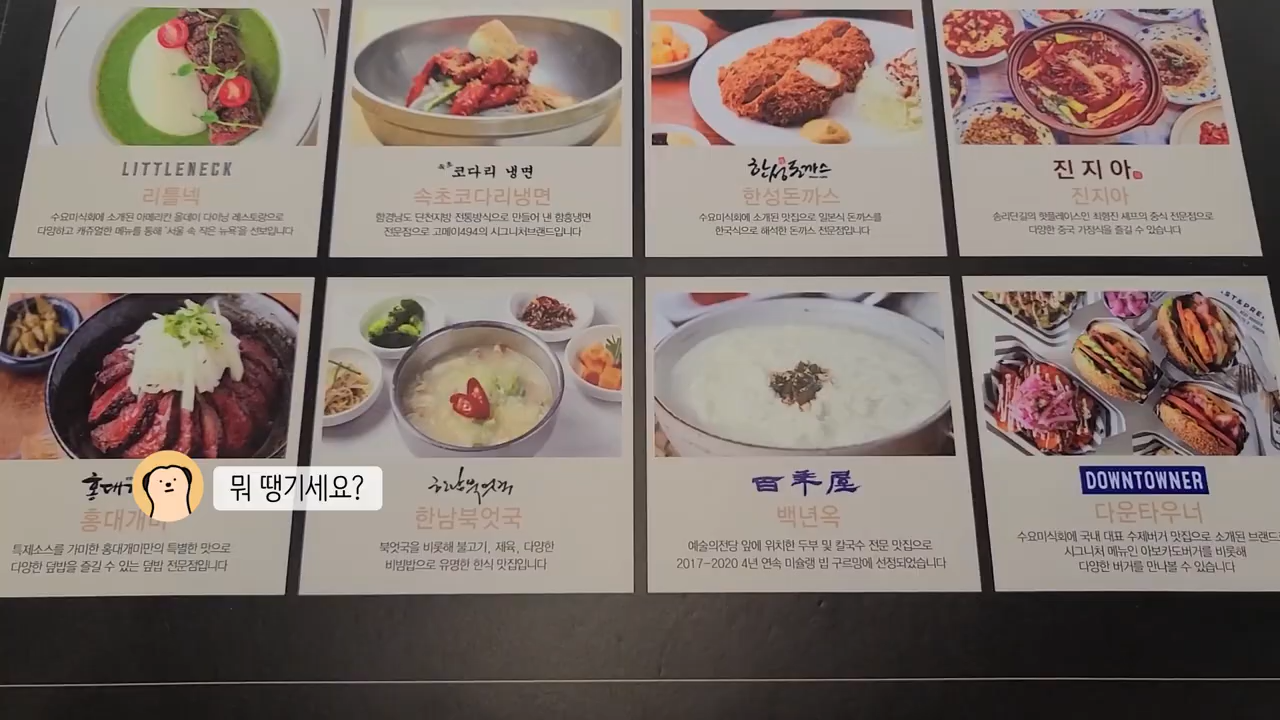 LITTLENECK
리틀넥
수요미식회에 소개된 아메리칸 올데이 다이닝 레스토랑으로
다양하고 캐쥬얼한 메뉴를 통해 '서울 속 작은 뉴욕'을 선보입니다
속초 코다리 냉면
속초코다리냉면
함경남도 단천지방 전통방식으로 만들어 낸 함흥냉면
전문점으로 고메이494의 시그니처브랜드입니다
한성돈까스
한성돈까스
수요미식회에 소개된 맛집으로 일본식 돈까스를
한국식으로 해석한 돈까스 전문점입니다
진지아
진지아
송리단길의 핫플레이스인 최형진 셰프의 중식 전문점으로
다양한 중국 가정식을 즐길 수 있습니다
홍대개미
특제소스를 가미한 홍대개미만의 특별한 맛으로
다양한 덮밥을 즐길 수 있는 덮밥 전문점입니다
뭐 땡기세요?
한남북엇국
한남북엇국
북엇국을 비롯해 불고기, 제육, 다양한
비빔밥으로 유명한 한식 맛집입니다
百年屋
백년옥
예술의전당 앞에 위치한 두부 및 칼국수 전문 맛집으로
2017-2020 4년 연속 미슐랭 빕 구르망에 선정되었습니다
DOWNTOWNER
다운타우너
수요미식회에 국내 대표 수제버거 맛집으로 소개된 브랜드
시그니처 메뉴인 아보카도버거를 비롯해
다양한 버거를 만나볼 수 있습니다